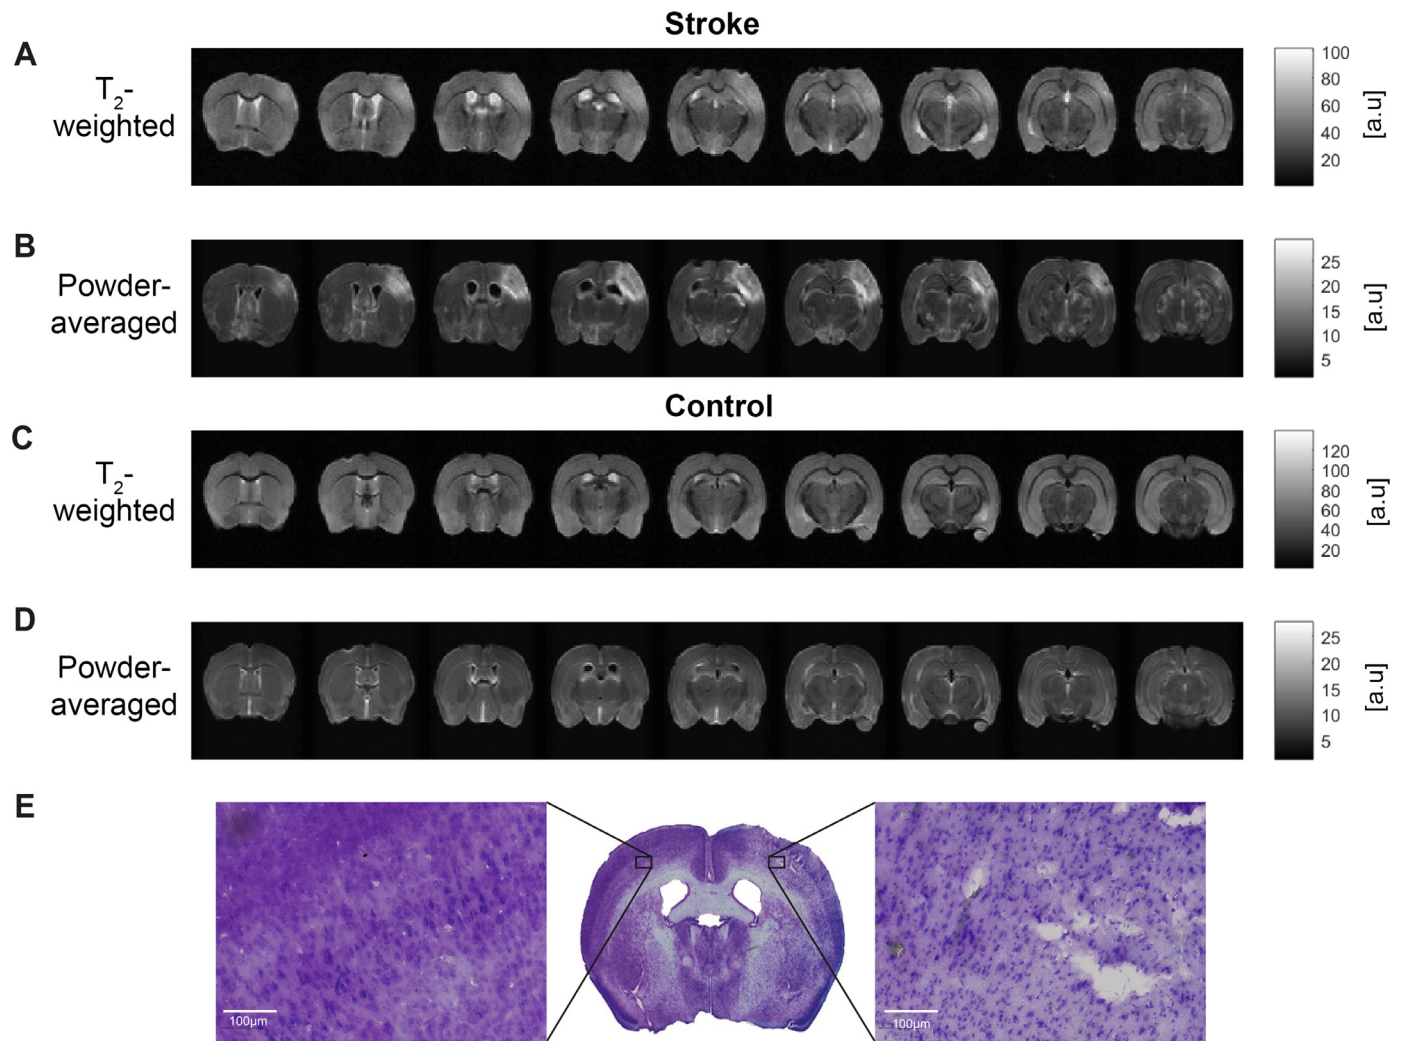 Stroke
A
T2-
weighted
100
80
60
40
20
[a.u]
B
Powder-
averaged
25
20
15
10
5
[a.u]
Control
C
T2-
weighted
120
100
80
60
40
20
[a.u]
D
Powder-
averaged
25
20
15
10
5
[a.u]
E
100µm
100µm